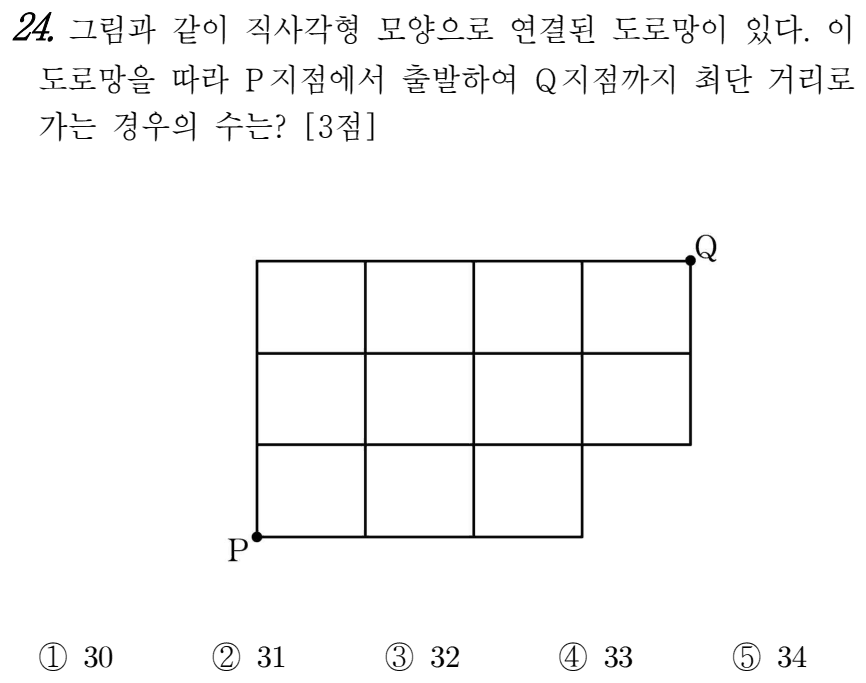 24. 그림과 같이 직사각형 모양으로 연결된 도로망이 있다. 이
도로망을 따라 P지점에서 출발하여 Q지점까지 최단 거리로
가는 경우의 수는? [3점]
Q
P
① 30 ② 31 ③ 32 ④ 33 ⑤ 34